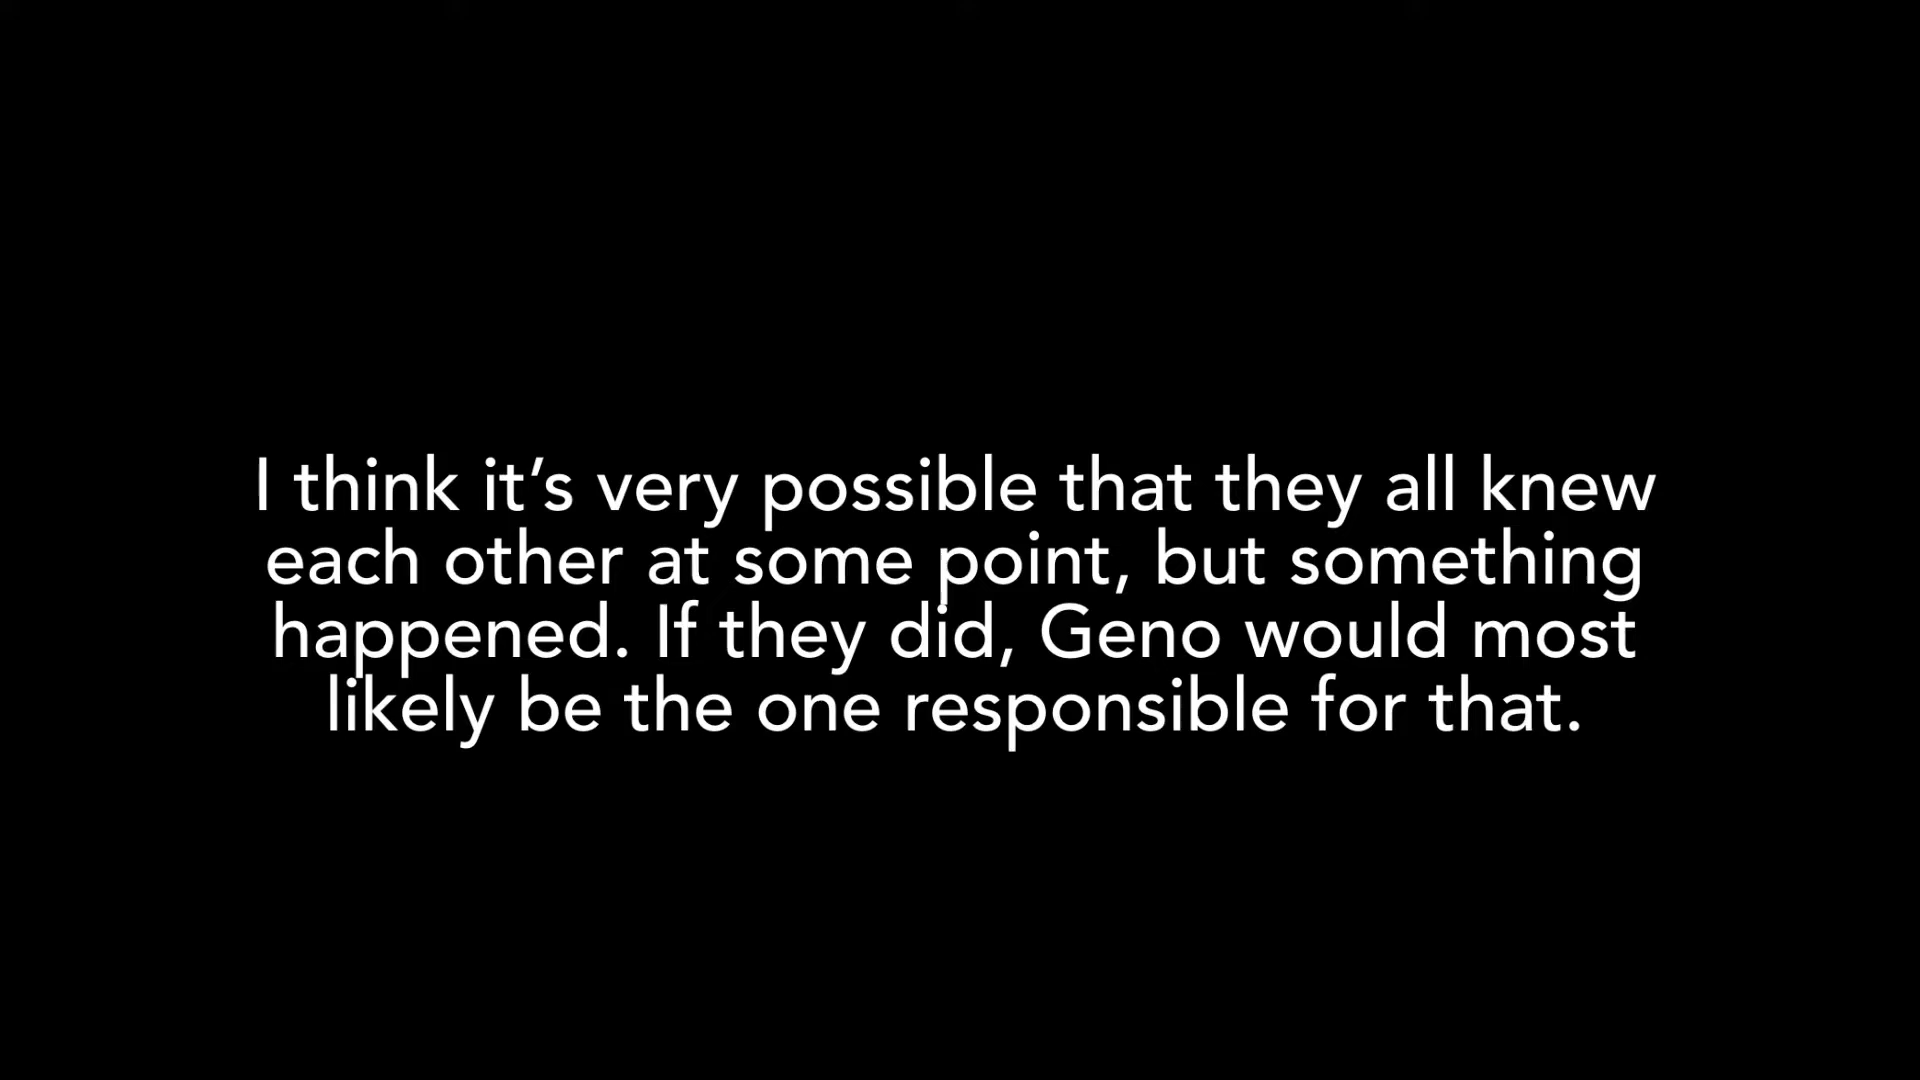 I think it’s very possible that they all knew
each other at some point, but something
happened. If they did, Geno would most
likely be the one responsible for that.